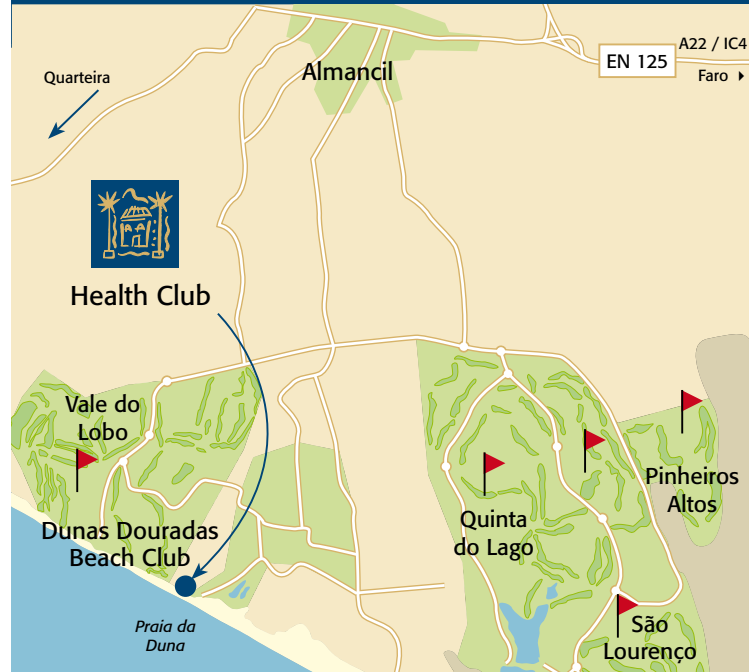 A22 / IC4
EN 125
Faro
Almancil
Quarteira
Health Club
Vale do
Lobo
Pinheiros
Altos
Quinta
do Lago
Dunas Douradas
Beach Club
São
Lourenço
Praia da
Duna